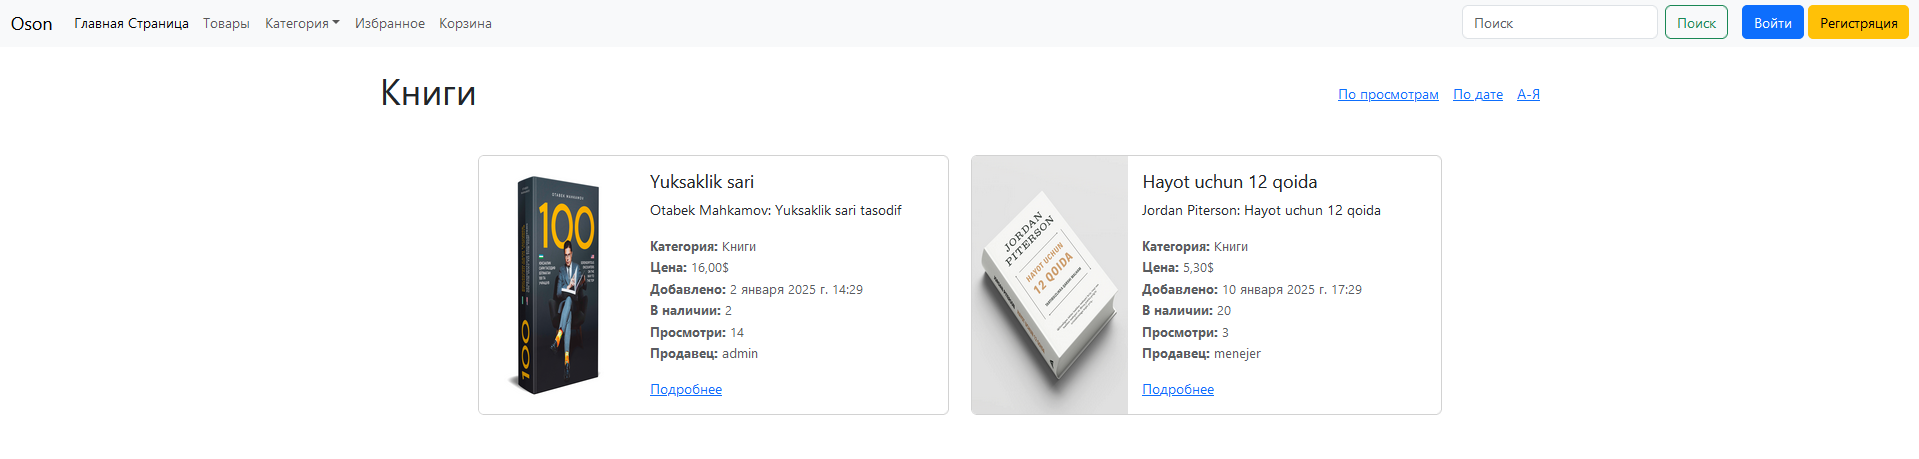 Oson Главная Страница Товары Категория Избранное Корзина Поиск Поиск Войти Регистряция
Книги
По просмотрам По дате А-Я
OTABEK MAHKAMOV
100
100
Yuksaklik sari
Otabek Mahkamov: Yuksaklik sari tasodif
Категория: Книги
Цена: 16,00$
Добавлено: 2 января 2025 г. 14:29
В наличии: 2
Просмотри: 14
Продавец: admin
Подробнее
JORDAN
PITERSON
HAYOT UCHUN
12 QOIDA
Hayot uchun 12 qoida
Jordan Piterson: Hayot uchun 12 qoida
Категория: Книги
Цена: 5,30$
Добавлено: 10 января 2025 г. 17:29
В наличии: 20
Просмотри: 3
Продавец: menejer
Подробнее